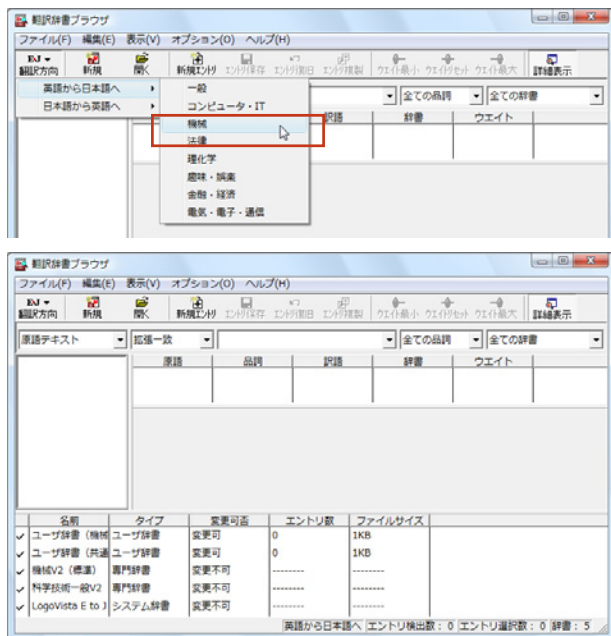 翻訳辞書ブラウザ
ファイル(F) 編集(E) 表示(V) オプション(O) ヘルプ(H)
EJ
翻訳方向 新規 開く 新規エントリ エントリ保存 エントリ復旧 エントリ複製 ウエイト最小 ウエイトリセット ウエイト最大 詳細表示
英語から日本語へ
日本語から英語へ
一般
コンピュータ・IT
機械
法律
理化学
趣味・娯楽
金融・経済
電気・電子・通信
全ての品詞 全ての辞書
訳語 辞書 ウエイト
翻訳辞書ブラウザ
ファイル(F) 編集(E) 表示(V) オプション(O) ヘルプ(H)
EJ
翻訳方向 新規 開く 新規エントリ エントリ保存 エントリ復旧 エントリ複製 ウエイト最小 ウエイトリセット ウエイト最大 詳細表示
原語テキスト 拡張一致 全ての品詞 全ての辞書
原語 品詞 訳語 辞書 ウエイト
名前 タイプ 変更可否 エントリ数 ファイルサイズ
ユーザ辞書（機械 ユーザ辞書 変更可 0 1KB
ユーザ辞書（共通 ユーザ辞書 変更可 0 1KB
機械V2（標準） 専門辞書 変更不可 -------- ---------
科学技術一般V2 専門辞書 変更不可 -------- ---------
LogoVista E to J システム辞書 変更不可 -------- ---------
英語から日本語へ エントリ検出数：0 エントリ選択数：0 辞書：5